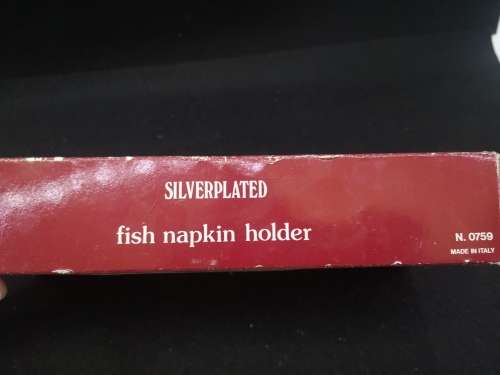 SILVERPLATED
fish napkin holder
N. 0759
MADE IN ITALY